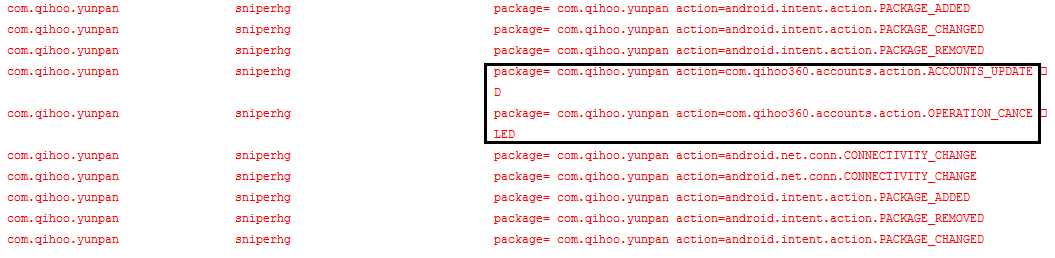 com.qihoo.yunpan sniperhg package= com.qihoo.yunpan action=android.intent.action.PACKAGE_ADDED
com.qihoo.yunpan sniperhg package= com.qihoo.yunpan action=android.intent.action.PACKAGE_CHANGED
com.qihoo.yunpan sniperhg package= com.qihoo.yunpan action=android.intent.action.PACKAGE_REMOVED
com.qihoo.yunpan sniperhg package= com.qihoo.yunpan action=com.qihoo360.accounts.action.ACCOUNTS_UPDATE
D
com.qihoo.yunpan sniperhg package= com.qihoo.yunpan action=com.qihoo360.accounts.action.OPERATION_CANCE
LED
com.qihoo.yunpan sniperhg package= com.qihoo.yunpan action=android.net.conn.CONNECTIVITY_CHANGE
com.qihoo.yunpan sniperhg package= com.qihoo.yunpan action=android.net.conn.CONNECTIVITY_CHANGE
com.qihoo.yunpan sniperhg package= com.qihoo.yunpan action=android.intent.action.PACKAGE_ADDED
com.qihoo.yunpan sniperhg package= com.qihoo.yunpan action=android.intent.action.PACKAGE_REMOVED
com.qihoo.yunpan sniperhg package= com.qihoo.yunpan action=android.intent.action.PACKAGE_CHANGED